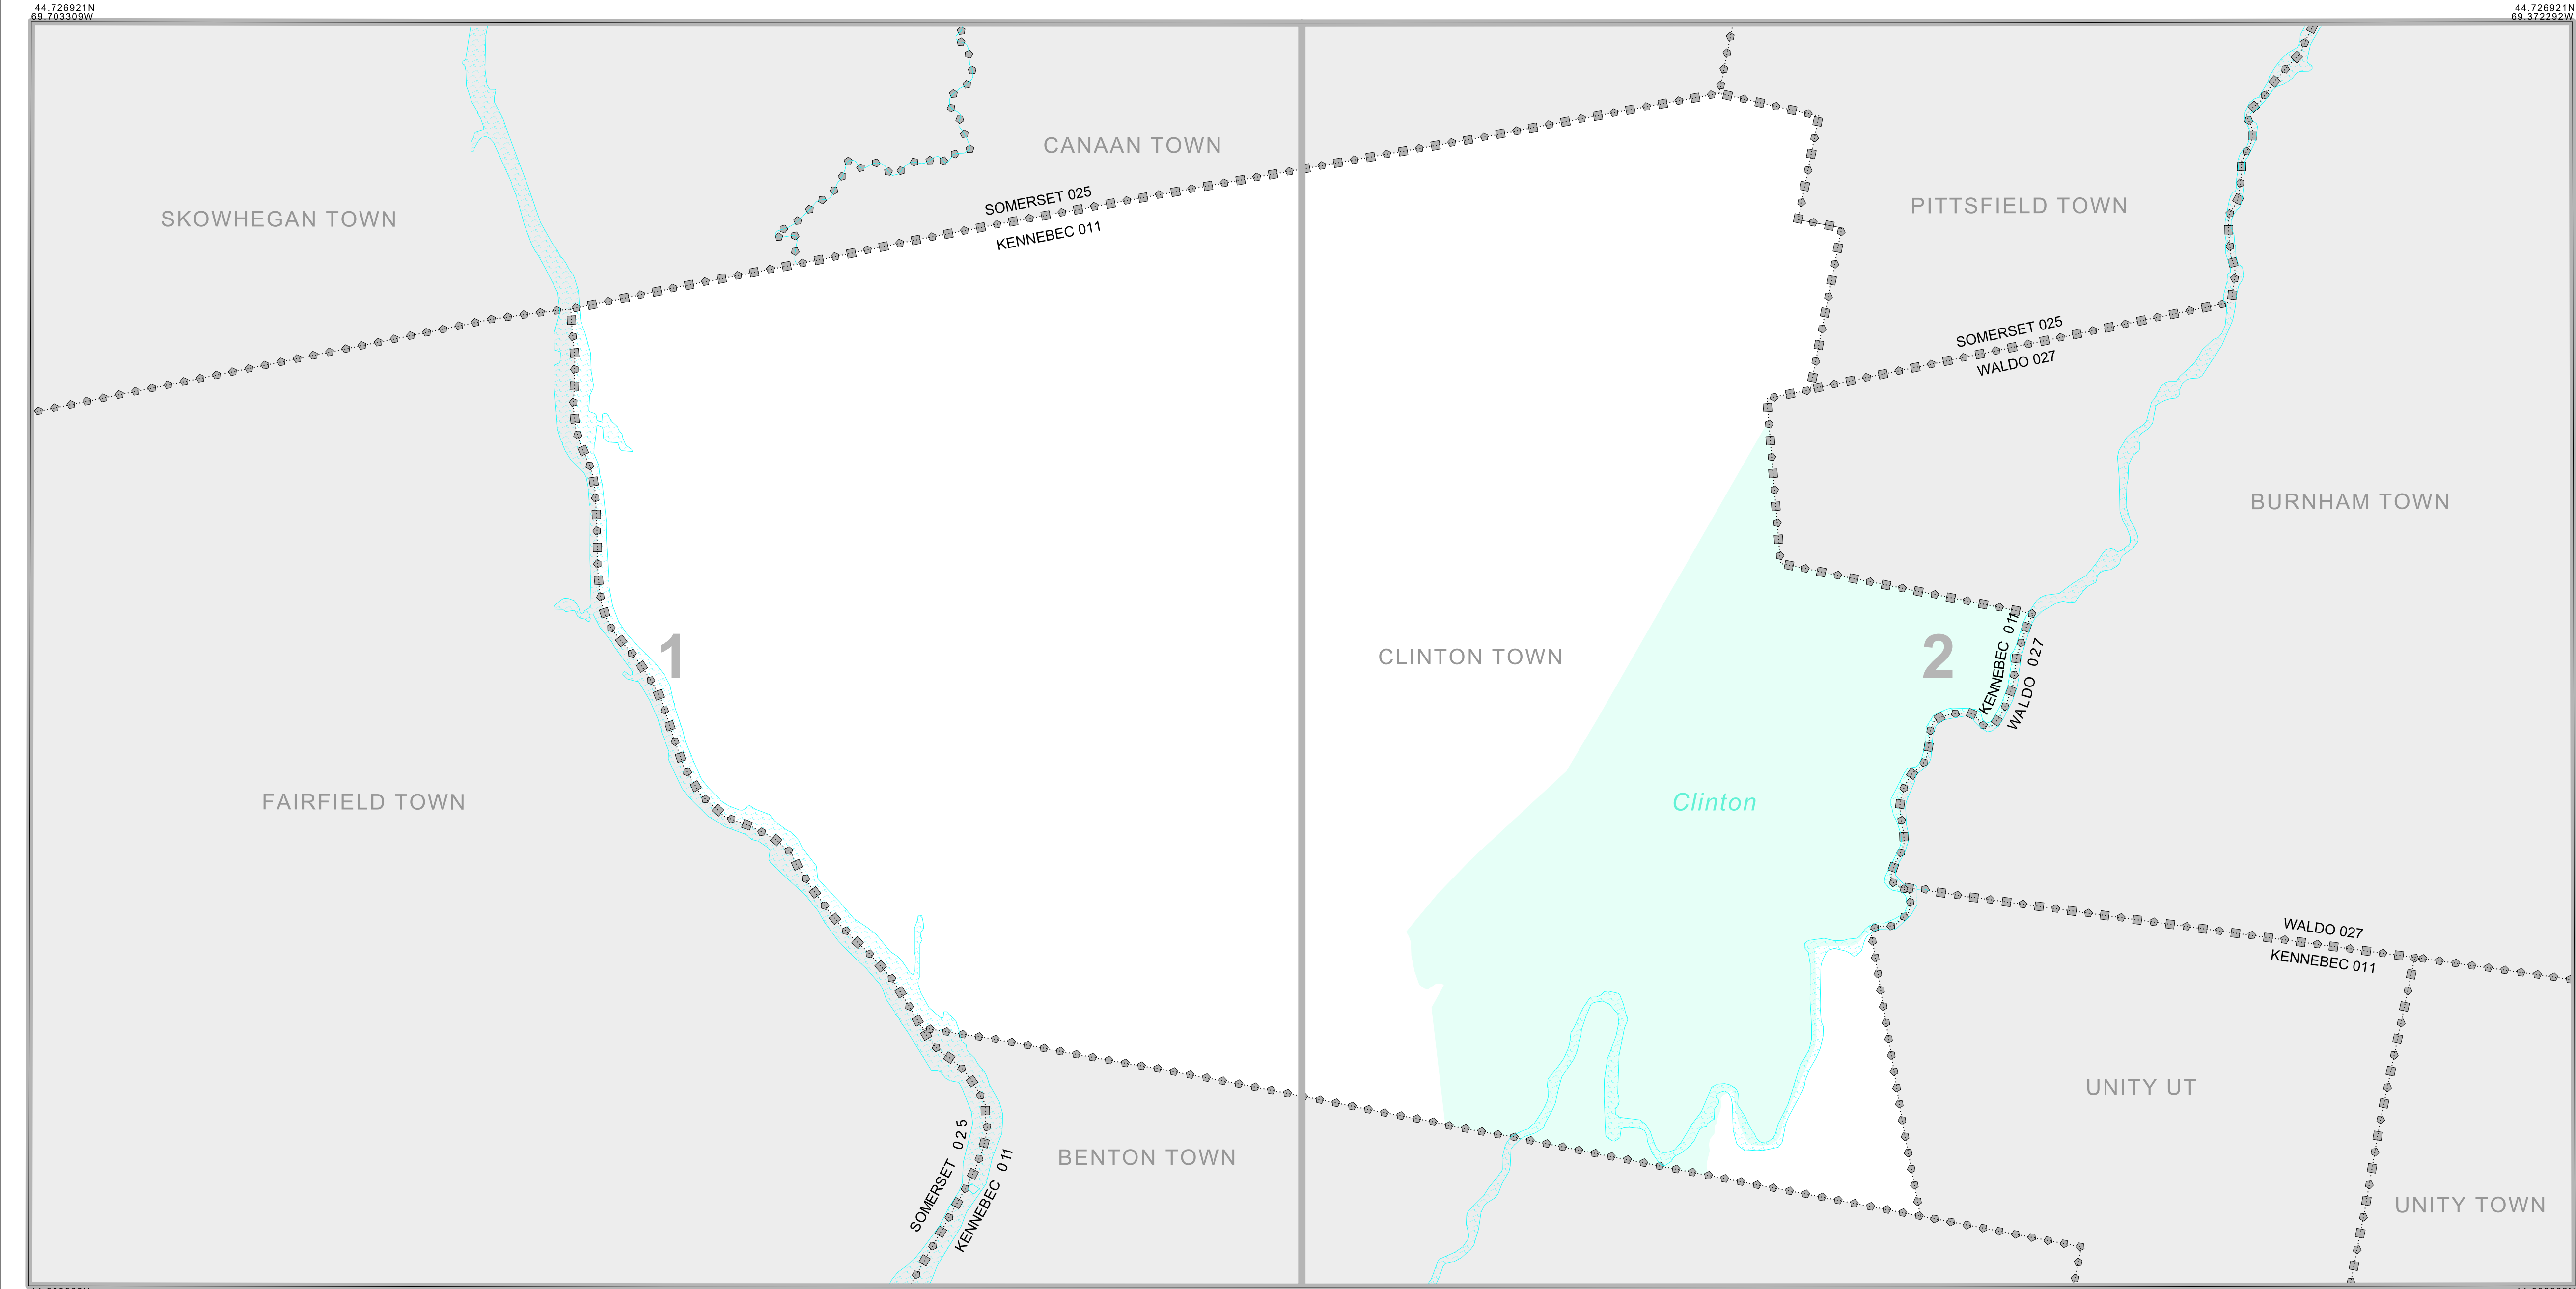 44.726921N
69.703309W
44.726921N
69.372292W
CANAAN TOWN
SKOWHEGAN TOWN
SOMERSET 025
KENNEBEC 011
PITTSFIELD TOWN
SOMERSET 025
WALDO 027
BURNHAM TOWN
1
CLINTON TOWN
2
KENNEBEC 011
WALDO 027
FAIRFIELD TOWN
Clinton
WALDO 027
KENNEBEC 011
UNITY UT
SOMERSET 025
KENNEBEC 011
BENTON TOWN
UNITY TOWN